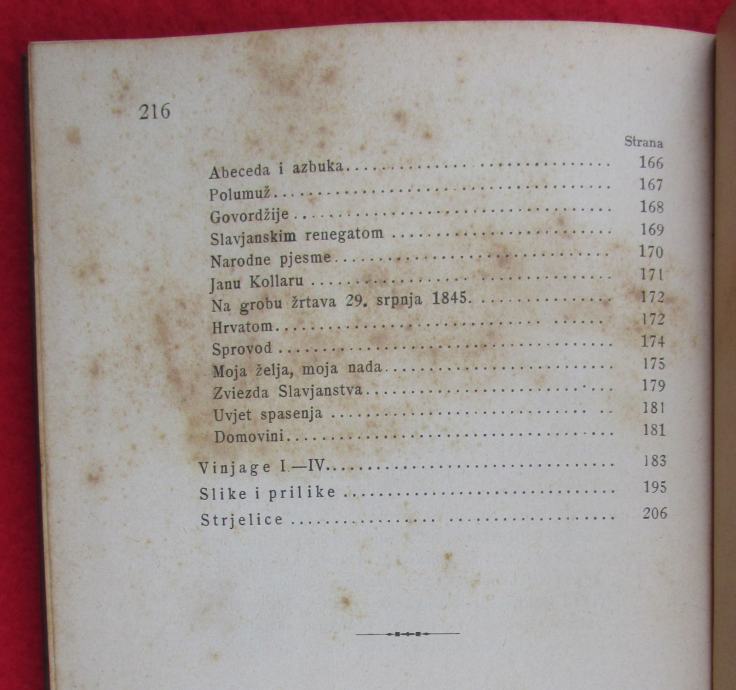 216
Strana
Abeceda i azbuka 166
Polumuž 167
Govordžije 168
Slavjanskim renegatom 169
Narodne pjesme 170
Janu Kollaru 171
Na grobu žrtava 29. srpnja 1845. 172
Hrvatom 172
Sprovod 174
Moja želja, moja nada 175
Zviezda Slavjanstva 179
Uvjet spasenja 181
Domovini 181
Vinjage I.—IV. 183
Slike i prilike 195
Strjelice 206